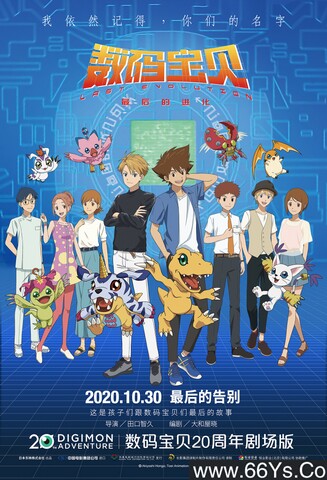 我依然记得，你们的名字
数码宝贝
LAST EVOLUTION
最后的进化
2020.10.30 最后的告别
这是孩子们跟数码宝贝们最后的故事
导演／田口智久 编剧／大和屋晓
20 DIGIMON ADVENTURE 数码宝贝20周年剧场版
www.66Ys.Co